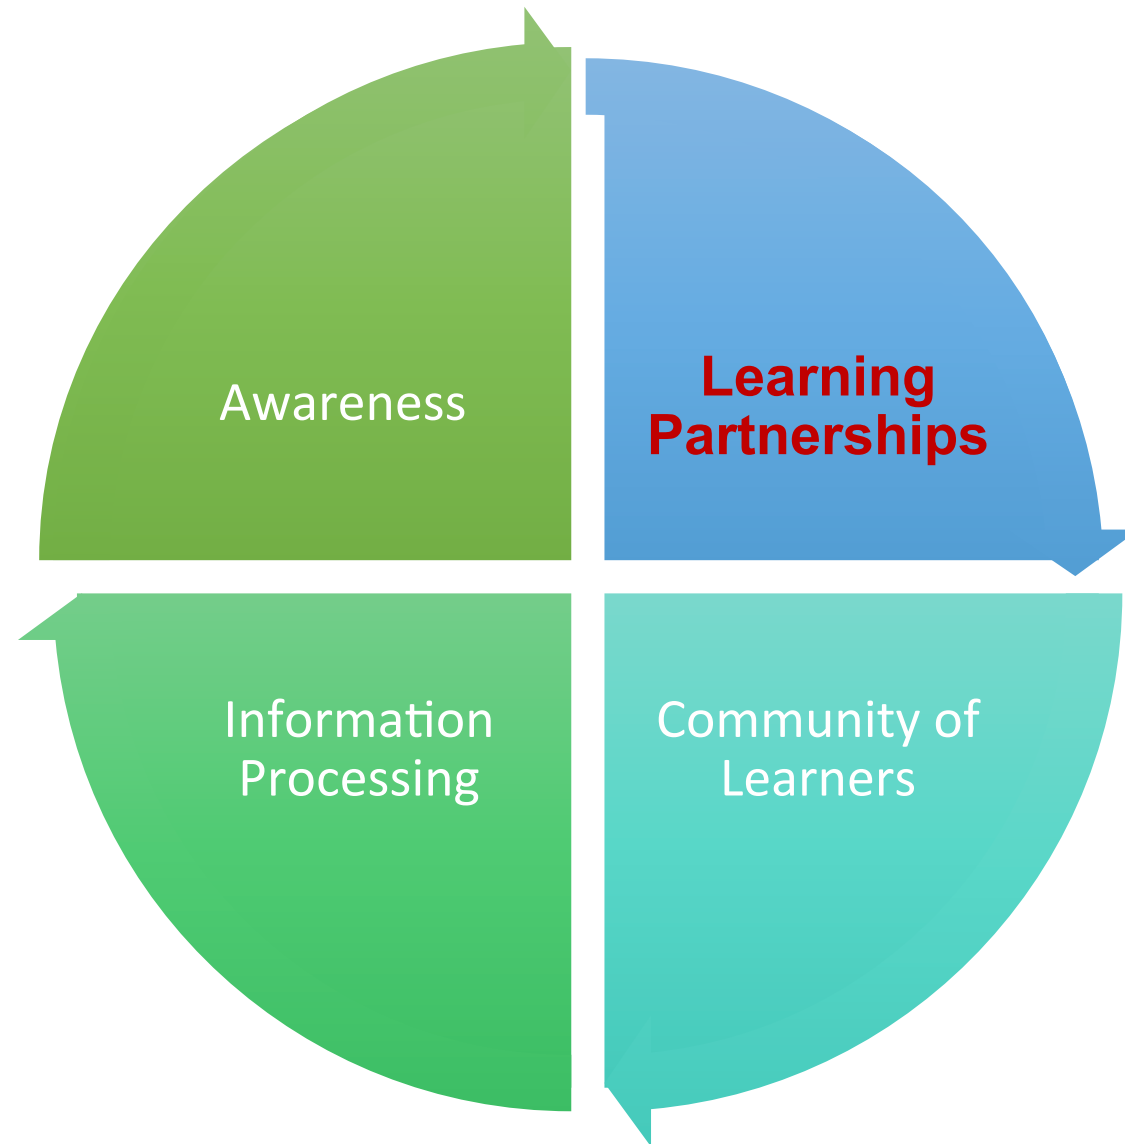 Awareness
Learning
Partnerships
Information
Processing
Community of
Learners